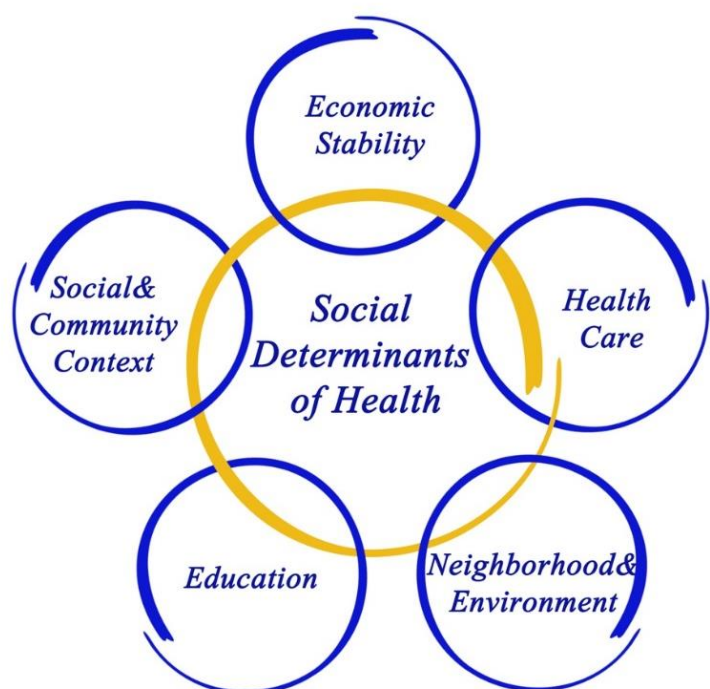 Economic
Stability
Social&
Community
Context
Social
Determinants
of Health
Health
Care
Education
Neighborhood&
Environment